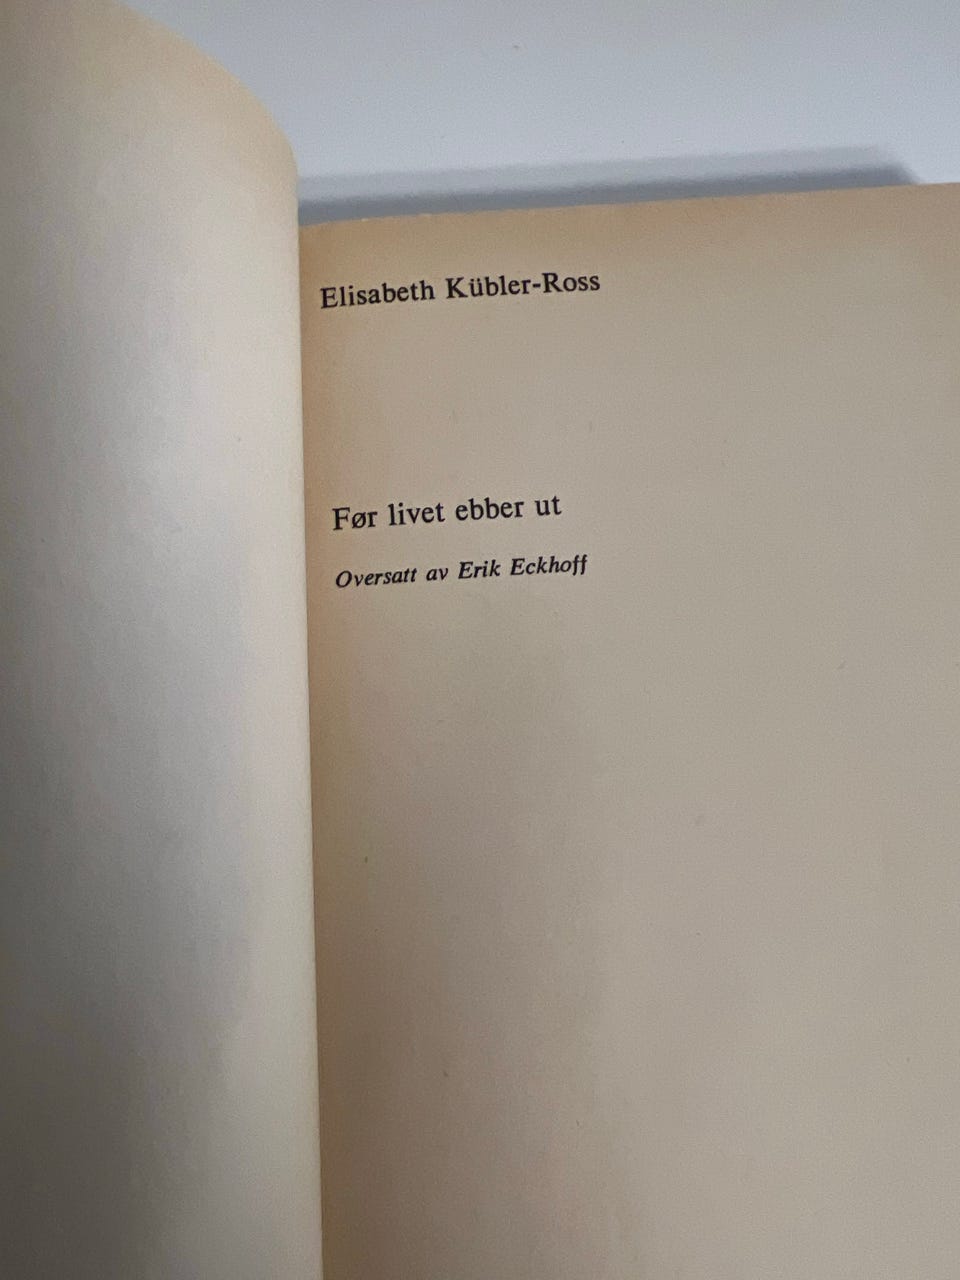 Elisabeth Kübler-Ross
Før livet ebber ut
Oversatt av Erik Eckhoff